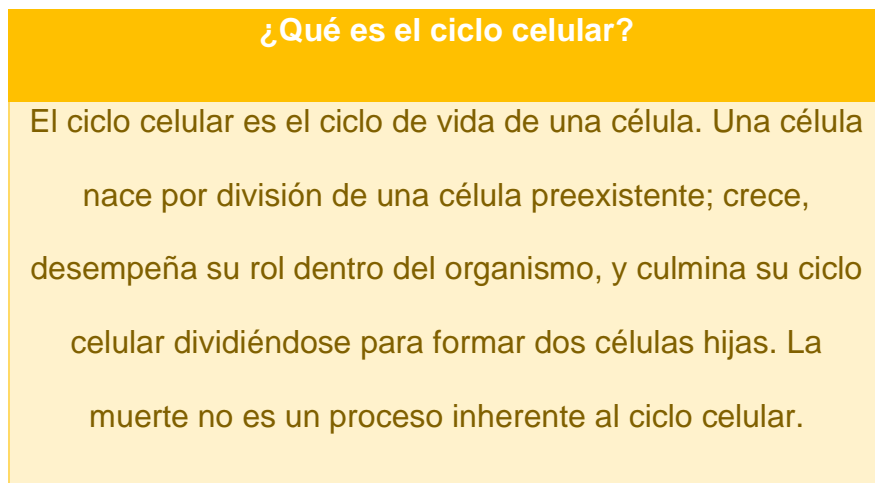 ¿Qué es el ciclo celular?
El ciclo celular es el ciclo de vida de una célula. Una célula
nace por división de una célula preexistente; crece,
desempeña su rol dentro del organismo, y culmina su ciclo
celular dividiéndose para formar dos células hijas. La
muerte no es un proceso inherente al ciclo celular.